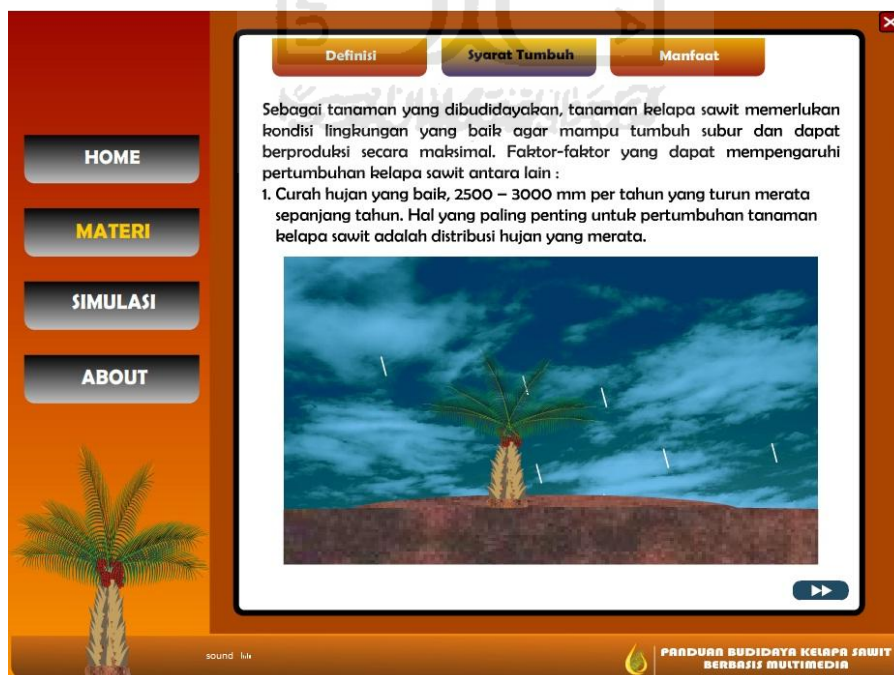 Definisi
Syarat Tumbuh
Manfaat
Sebagai tanaman yang dibudidayakan, tanaman kelapa sawit memerlukan
kondisi lingkungan yang baik agar mampu tumbuh subur dan dapat
berproduksi secara maksimal. Faktor-faktor yang dapat mempengaruhi
pertumbuhan kelapa sawit antara lain :
1. Curah hujan yang baik, 2500 – 3000 mm per tahun yang turun merata
sepanjang tahun. Hal yang paling penting untuk pertumbuhan tanaman
kelapa sawit adalah distribusi hujan yang merata.
HOME
MATERI
SIMULASI
ABOUT
sound
PANDUAN BUDIDAYA KELAPA SAWIT
BERBASIS MULTIMEDIA